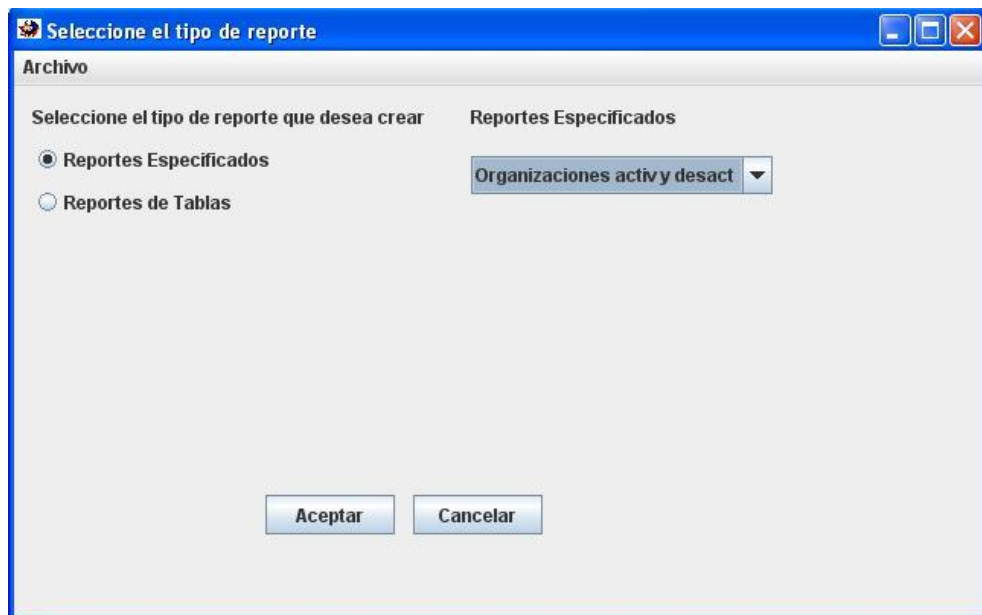 Seleccione el tipo de reporte
Archivo
Seleccione el tipo de reporte que desea crear
Reportes Especificados
Reportes de Tablas
Reportes Especificados
Organizaciones activ y desact
Aceptar
Cancelar